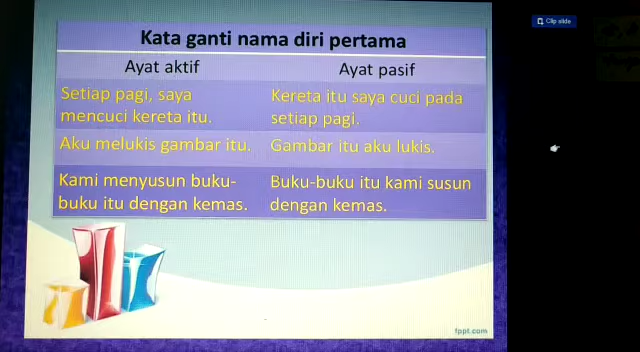 Kata ganti nama diri pertama
Ayat aktif
Ayat pasif
Setiap pagi, saya
mencuci kereta itu.
Kereta itu saya cuci pada
setiap pagi.
Aku melukis gambar itu.
Gambar itu aku lukis.
Kami menyusun buku-
buku itu dengan kemas.
Buku-buku itu kami susun
dengan kemas.
fppt.com
Clip slide